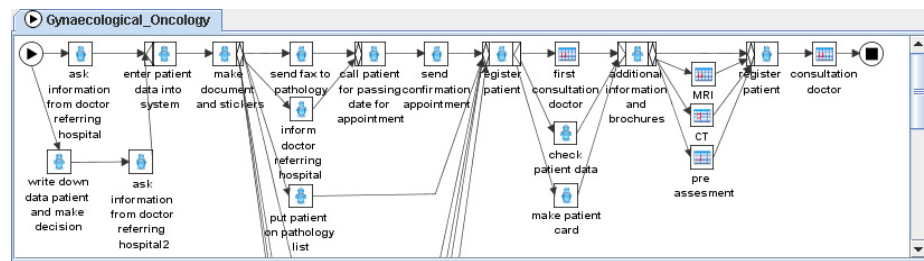 Gynaecological_Oncology
ask
information
from doctor
referring
hospital
enter patient
data into
system
make
document
and stickers
send fax to
pathology
call patient
for passing
date for
appointment
send
confirmation
appointment
register
patient
first
consultation
doctor
additional
information
and
brochures
register
patient
consultation
doctor
MRI
CT
pre
assesment
inform
doctor
referring
hospital
check
patient data
write down
data patient
and make
decision
ask
information
from doctor
referring
hospital2
put patient
on pathology
list
make patient
card